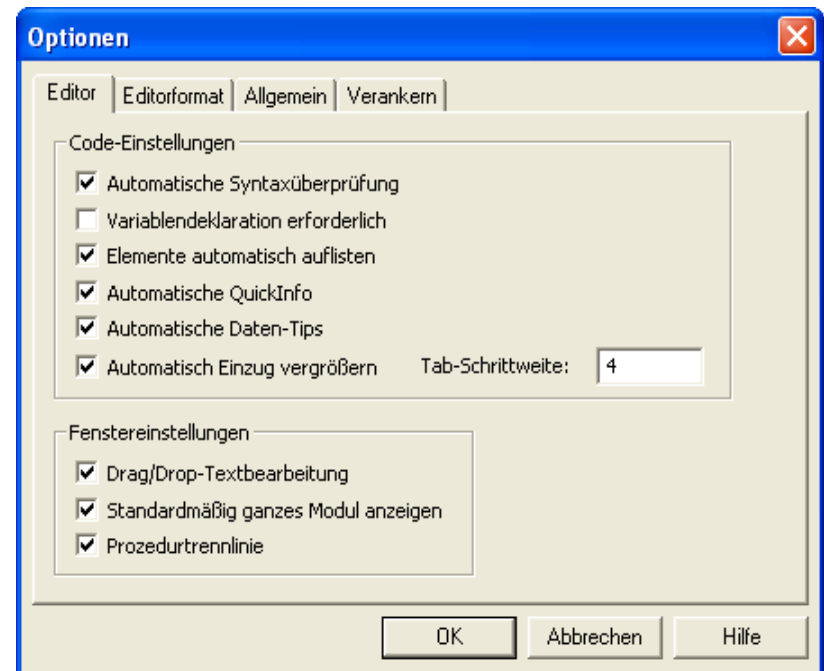 Optionen
Editor Editorformat Allgemein Verankern
Code-Einstellungen
Automatische Syntaxüberprüfung
Variablendeklaration erforderlich
Elemente automatisch auflisten
Automatische QuickInfo
Automatische Daten-Tips
Automatisch Einzug vergrößern Tab-Schrittweite: 4
Fenstereinstellungen
Drag/Drop-Textbearbeitung
Standardmäßig ganzes Modul anzeigen
Prozedurtrennlinie
OK Abbrechen Hilfe